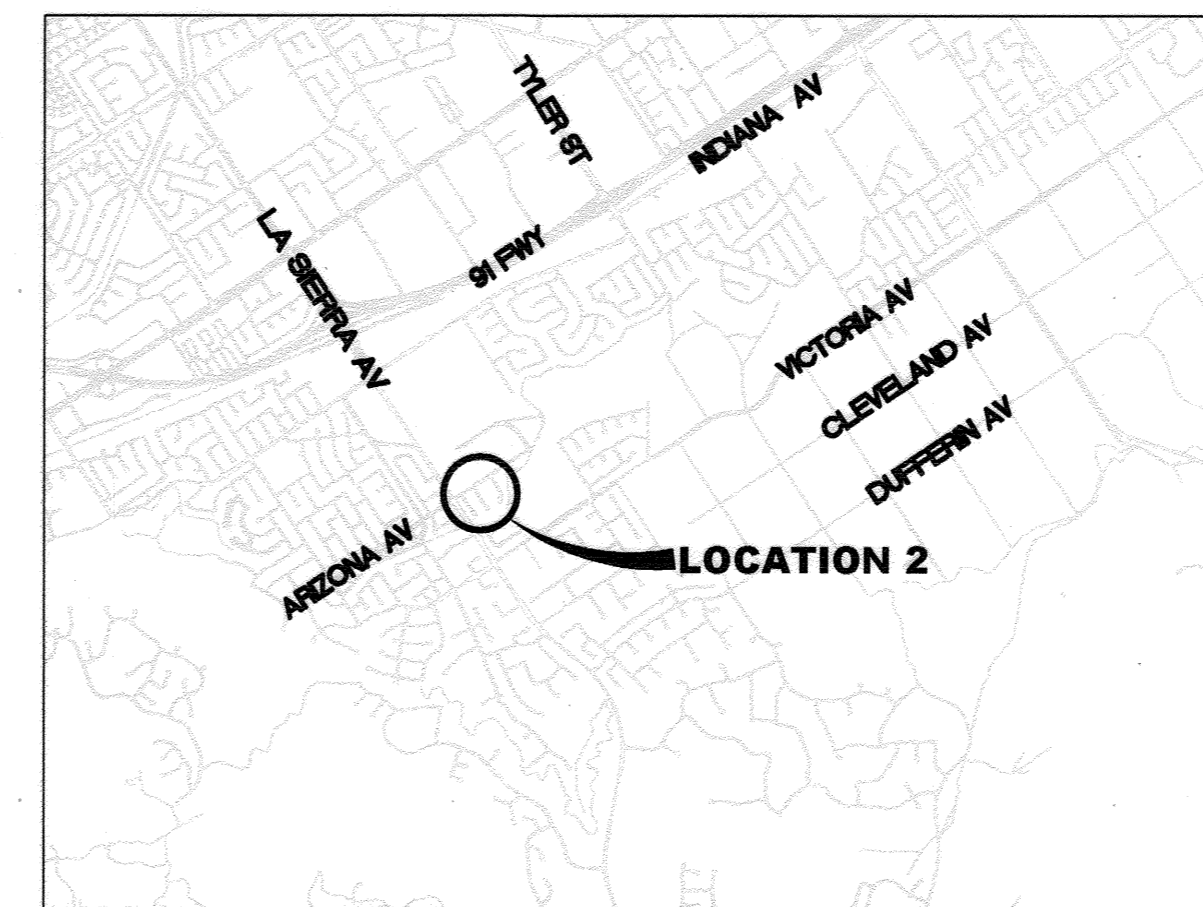 TYLER ST
INDIANA AV
LA SIERRA AV
91 FWY
VICTORIA AV
CLEVELAND AV
DUFFERIN AV
ARIZONA AV
LOCATION 2